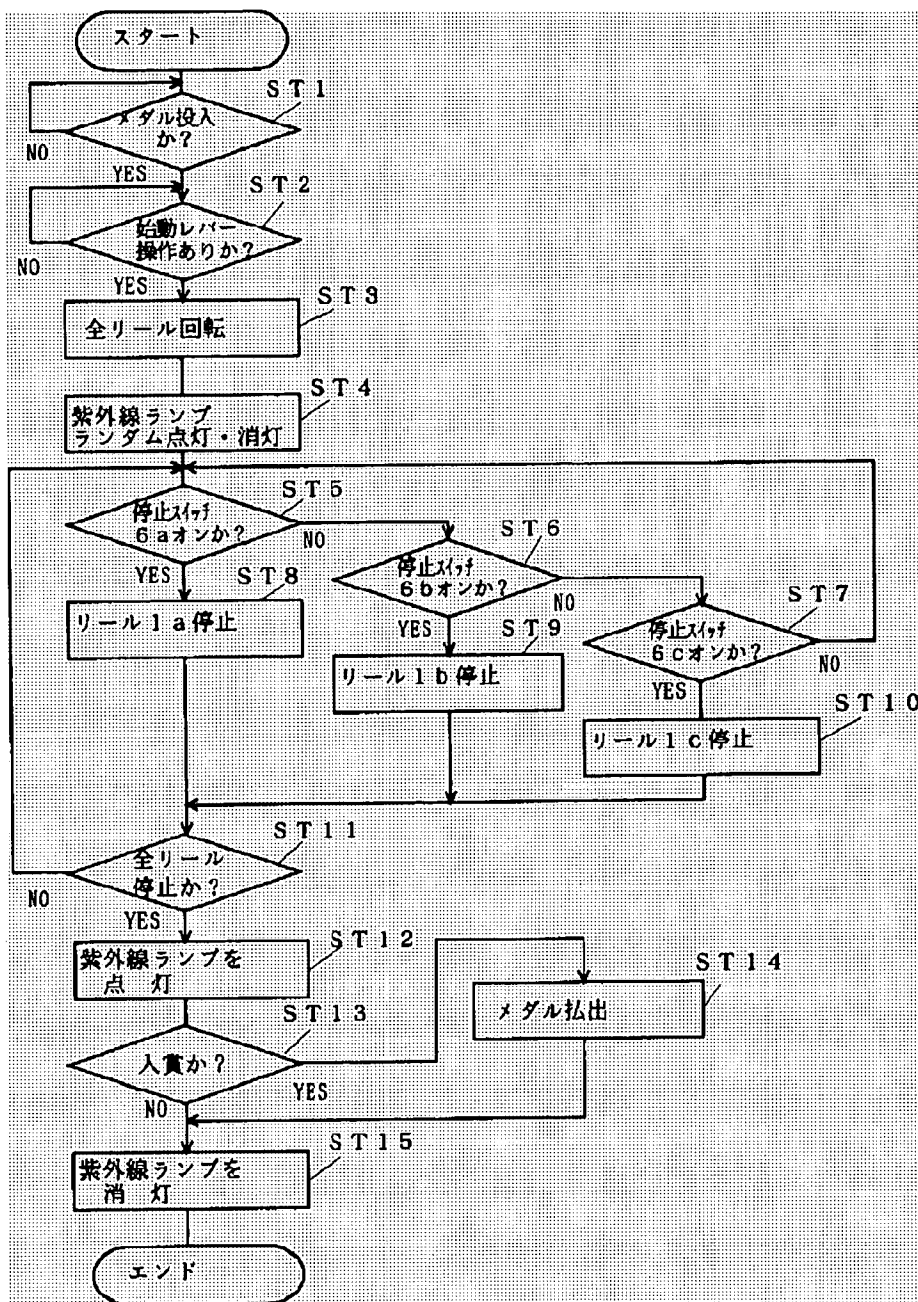 スタート
ST1
メダル投入
か？
NO
YES
ST2
始動レバー
操作ありか？
NO
YES
ST3
全リール回転
ST4
紫外線ランプ
ランダム点灯・消灯
ST5
停止スイッチ
6aオンか？
NO
YES
ST6
停止スイッチ
6bオンか？
NO
YES
ST7
停止スイッチ
6cオンか？
NO
YES
ST8
リール1a停止
ST9
リール1b停止
ST10
リール1c停止
ST11
全リール
停止か？
NO
YES
ST12
紫外線ランプを
点　灯
ST13
入賞か？
YES
NO
ST14
メダル払出
ST15
紫外線ランプを
消　灯
エンド